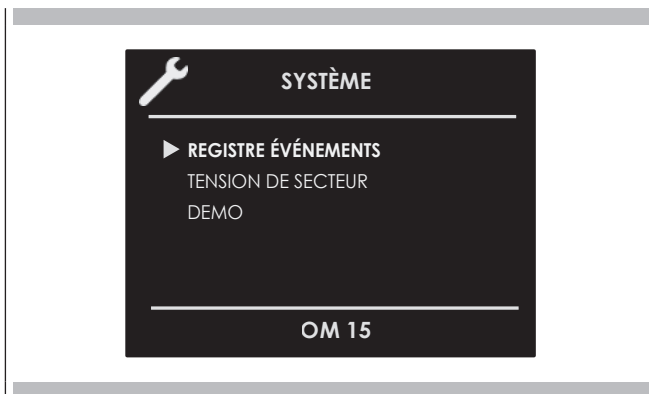 SYSTÈME
REGISTRE ÉVÉNEMENTS
TENSION DE SECTEUR
DEMO
OM 15